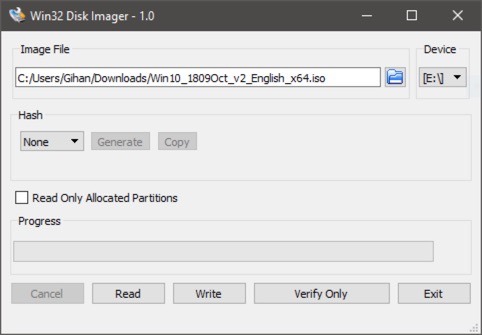 Win32 Disk Imager - 1.0
Image File
Device
C:/Users/Gihan/Downloads/Win10_1809Oct_v2_English_x64.iso
[E:\]
Hash
None
Generate
Copy
Read Only Allocated Partitions
Progress
Cancel
Read
Write
Verify Only
Exit